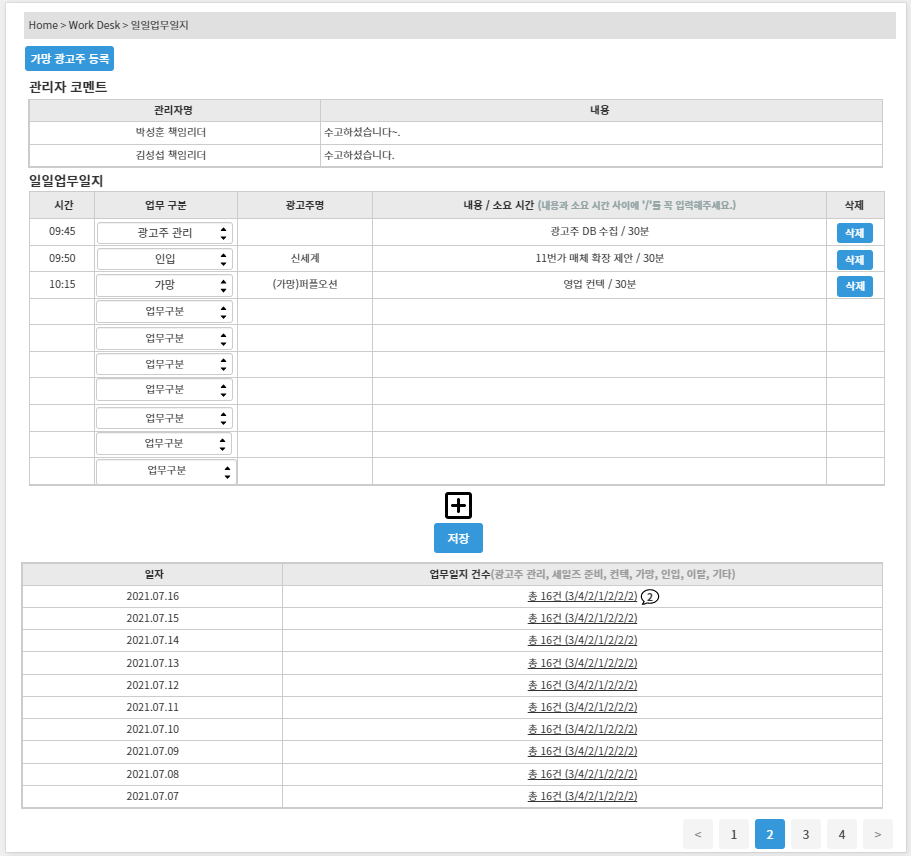 Home > Work Desk > 일일업무일지
가망 광고주 등록
관리자 코멘트
관리자명 내용
박성훈 책임리더 수고하셨습니다~.
김성섭 책임리더 수고하셨습니다.
일일업무일지
시간 업무 구분 광고주명 내용 / 소요 시간 (내용과 소요 시간 사이에 '/'를 꼭 입력해주세요.) 삭제
09:45 광고주 관리 광고주 DB 수집 / 30분 삭제
09:50 인입 신세계 11번가 매체 확장 제안 / 30분 삭제
10:15 가망 (가망)퍼플오션 영업 컨텍 / 30분 삭제
업무구분
업무구분
업무구분
업무구분
업무구분
업무구분
업무구분
저장
일자 업무일지 건수(광고주 관리, 세일즈 준비, 컨텍, 가망, 인입, 이탈, 기타)
2021.07.16 총 16건 (3/4/2/1/2/2/2) 2
2021.07.15 총 16건 (3/4/2/1/2/2/2)
2021.07.14 총 16건 (3/4/2/1/2/2/2)
2021.07.13 총 16건 (3/4/2/1/2/2/2)
2021.07.12 총 16건 (3/4/2/1/2/2/2)
2021.07.11 총 16건 (3/4/2/1/2/2/2)
2021.07.10 총 16건 (3/4/2/1/2/2/2)
2021.07.09 총 16건 (3/4/2/1/2/2/2)
2021.07.08 총 16건 (3/4/2/1/2/2/2)
2021.07.07 총 16건 (3/4/2/1/2/2/2)
< 1 2 3 4 >